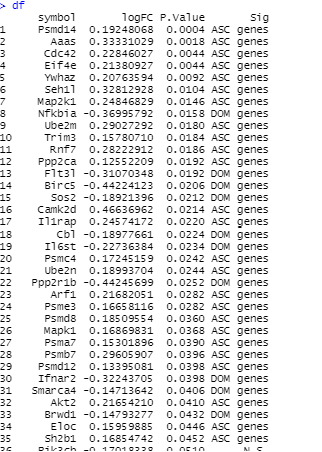 > df
symbol logFC P.Value Sig
1 Psmd14 0.19248068 0.0004 ASC genes
2 Aaas 0.33331029 0.0018 ASC genes
3 Cdc42 0.22846027 0.0044 ASC genes
4 Eif4e 0.21380927 0.0044 ASC genes
5 Ywhaz 0.20763594 0.0092 ASC genes
6 Seh1l 0.32812928 0.0104 ASC genes
7 Map2k1 0.24846829 0.0146 ASC genes
8 Nfkbia -0.36995792 0.0158 DOM genes
9 Ube2m 0.29027292 0.0180 ASC genes
10 Trim3 0.15780710 0.0184 ASC genes
11 Rnf7 0.28222912 0.0186 ASC genes
12 Ppp2ca 0.12552209 0.0192 ASC genes
13 Flt3l -0.31070348 0.0192 DOM genes
14 Birc5 -0.44224123 0.0206 DOM genes
15 Sos2 -0.18921396 0.0212 DOM genes
16 Camk2d 0.46636962 0.0214 ASC genes
17 Il1rap 0.24574172 0.0220 ASC genes
18 Cbl -0.18977661 0.0224 DOM genes
19 Il6st -0.22736384 0.0234 DOM genes
20 Psmc4 0.17245159 0.0242 ASC genes
21 Ube2n 0.18993704 0.0244 ASC genes
22 Ppp2r1b -0.44245699 0.0252 DOM genes
23 Arf1 0.21682051 0.0282 ASC genes
24 Psme3 0.16658116 0.0282 ASC genes
25 Psmd8 0.18509554 0.0360 ASC genes
26 Mapk1 0.16869831 0.0368 ASC genes
27 Psma7 0.15301896 0.0390 ASC genes
28 Psmb7 0.29605907 0.0396 ASC genes
29 Psmd12 0.13395081 0.0398 ASC genes
30 Ifnar2 -0.32243705 0.0398 DOM genes
31 Smarca4 -0.14713642 0.0406 DOM genes
32 Akt2 0.21654210 0.0410 ASC genes
33 Brwd1 -0.14793277 0.0432 DOM genes
34 Eloc 0.15959885 0.0446 ASC genes
35 Sh2b1 0.16854742 0.0452 ASC genes